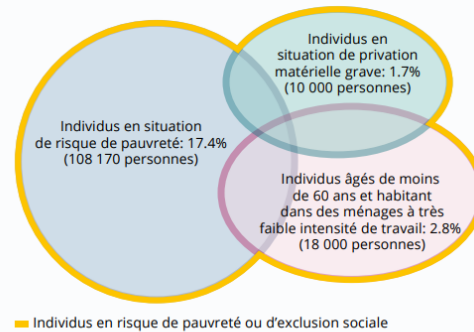 Individus en
situation de privation
matérielle grave: 1.7%
(10 000 personnes)
Individus en situation
de risque de pauvreté: 17.4%
(108 170 personnes)
Individus âgés de moins
de 60 ans et habitant
dans des ménages à très
faible intensité de travail: 2.8%
(18 000 personnes)
Individus en risque de pauvreté ou d’exclusion sociale